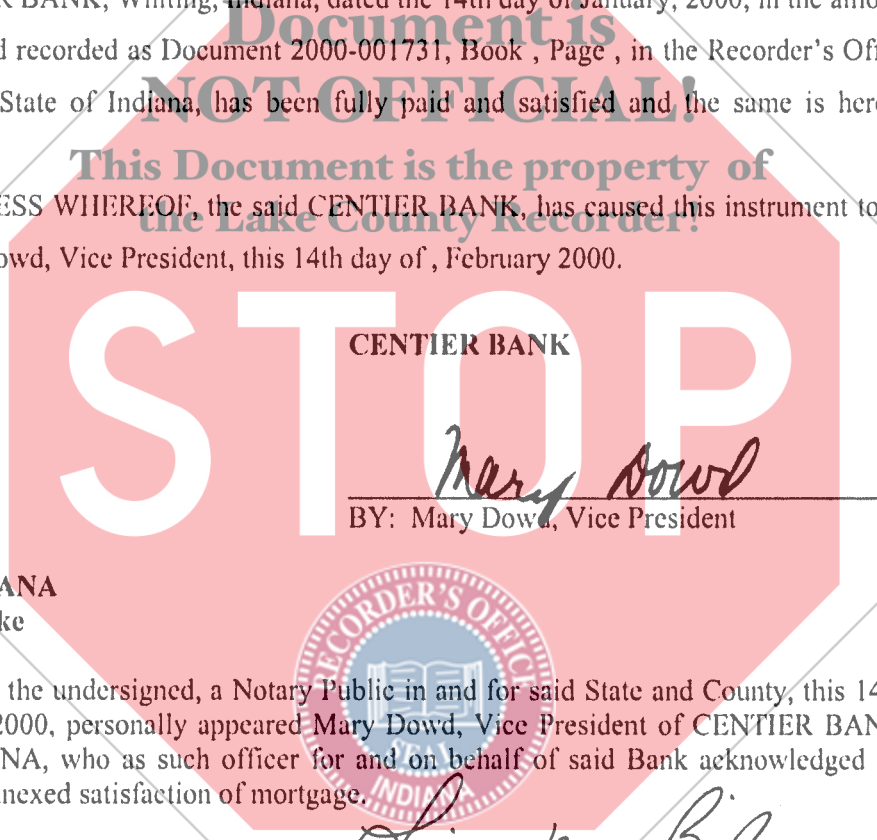 R BANK, Whiting, Indiana, dated the 14th day of January, 2000, in the amo
Document is
d recorded as Document 2000-001731, Book , Page , in the Recorder's Of
NOT OFFICIAL!
State of Indiana, has been fully paid and satisfied and the same is her
This Document is the property of
ESS WHEREOF, the said CENTIER BANK, has caused this instrument to
the Lake County Recorder!
owd, Vice President, this 14th day of , February 2000.
STOP
CENTIER BANK
Mary Dowd
BY: Mary Dowd, Vice President
ANA
ke
RECORDER'S OFFICE
the undersigned, a Notary Public in and for said State and County, this 14
2000, personally appeared Mary Dowd, Vice President of CENTIER BAN
SEAL
NA, who as such officer for and on behalf of said Bank acknowledged
INDIANA
nexed satisfaction of mortgage.